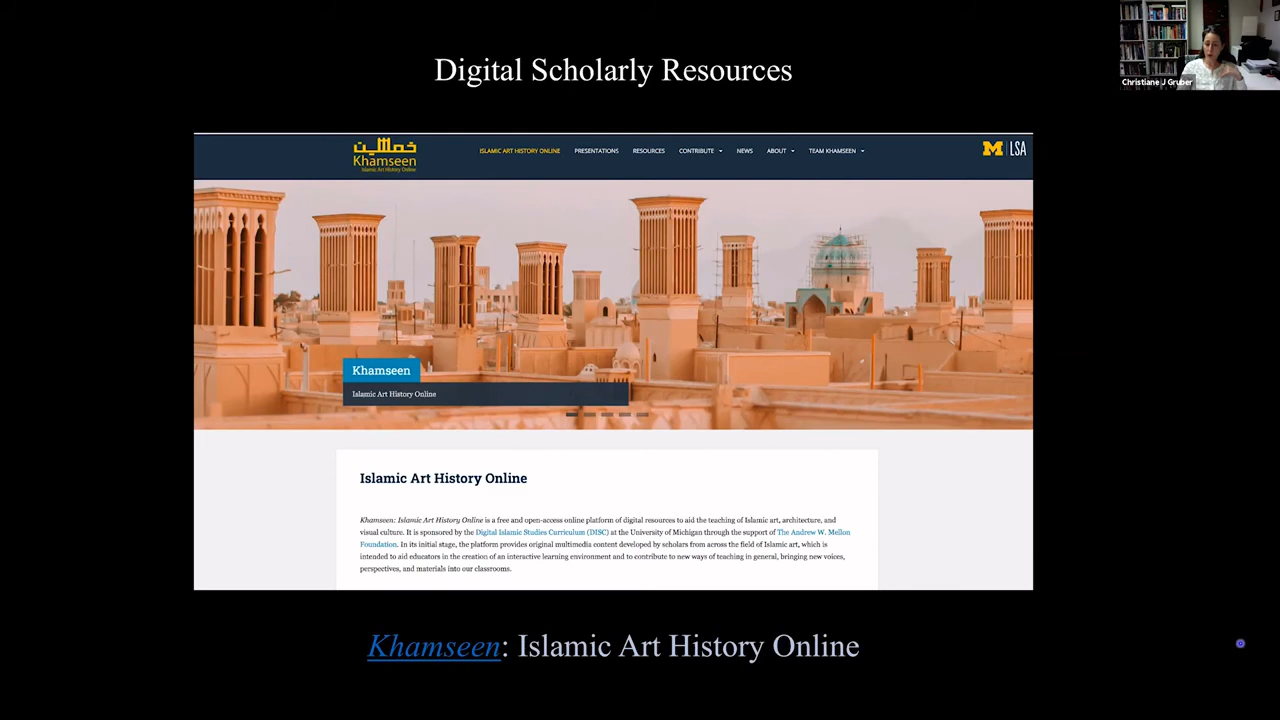 Digital Scholarly Resources
Christiane J Gruber
خمسین
Khamseen
Islamic Art History Online
ISLAMIC ART HISTORY ONLINE PRESENTATIONS RESOURCES CONTRIBUTE NEWS ABOUT TEAM KHAMSEEN
M LSA
Khamseen
Islamic Art History Online
Islamic Art History Online
Khamseen: Islamic Art History Online is a free and open-access online platform of digital resources to aid the teaching of Islamic art, architecture, and
visual culture. It is sponsored by the Digital Islamic Studies Curriculum (DISC) at the University of Michigan through the support of The Andrew W. Mellon
Foundation. In its initial stage, the platform provides original multimedia content developed by scholars from across the field of Islamic art, which is
intended to aid educators in the creation of an interactive learning environment and to contribute to new ways of teaching in general, bringing new voices,
perspectives, and materials into our classrooms.
Khamseen: Islamic Art History Online